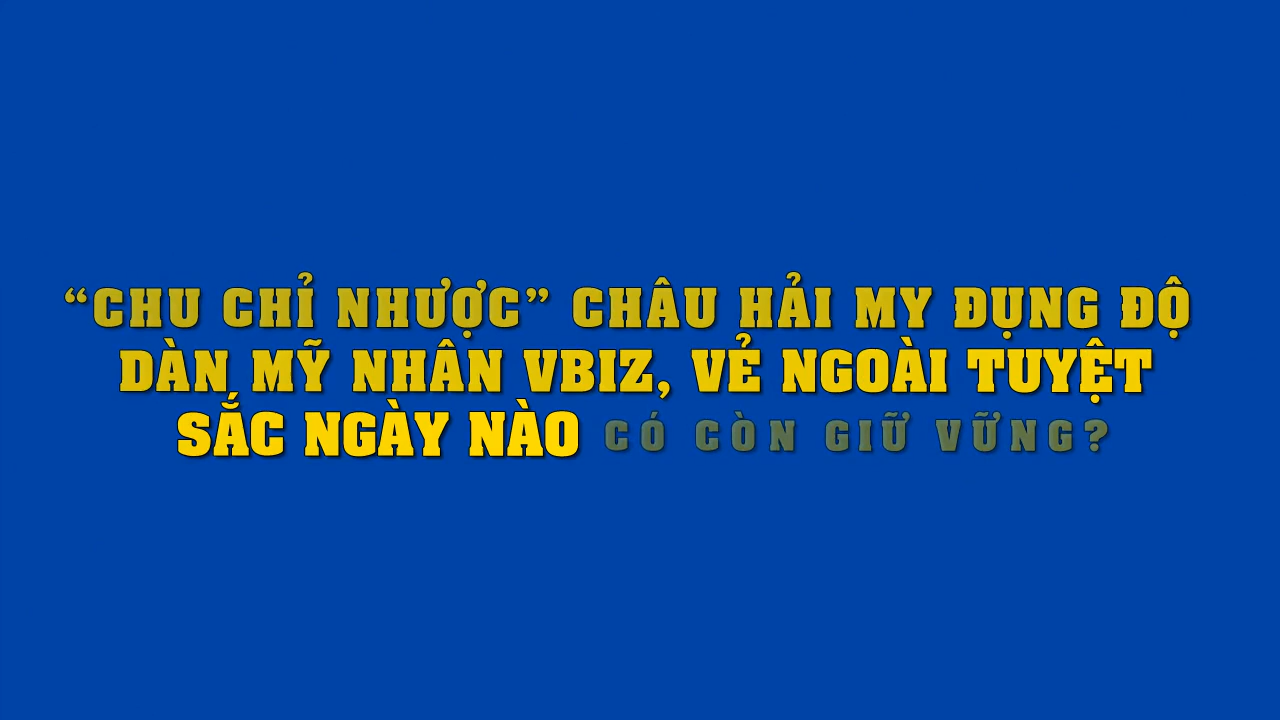 “CHU CHỈ NHƯỢC” CHÂU HẢI MY ĐỤNG ĐỘ
DÀN MỸ NHÂN VBIZ, VẺ NGOÀI TUYỆT
SẮC NGÀY NÀO CÓ CÒN GIỮ VỮNG?